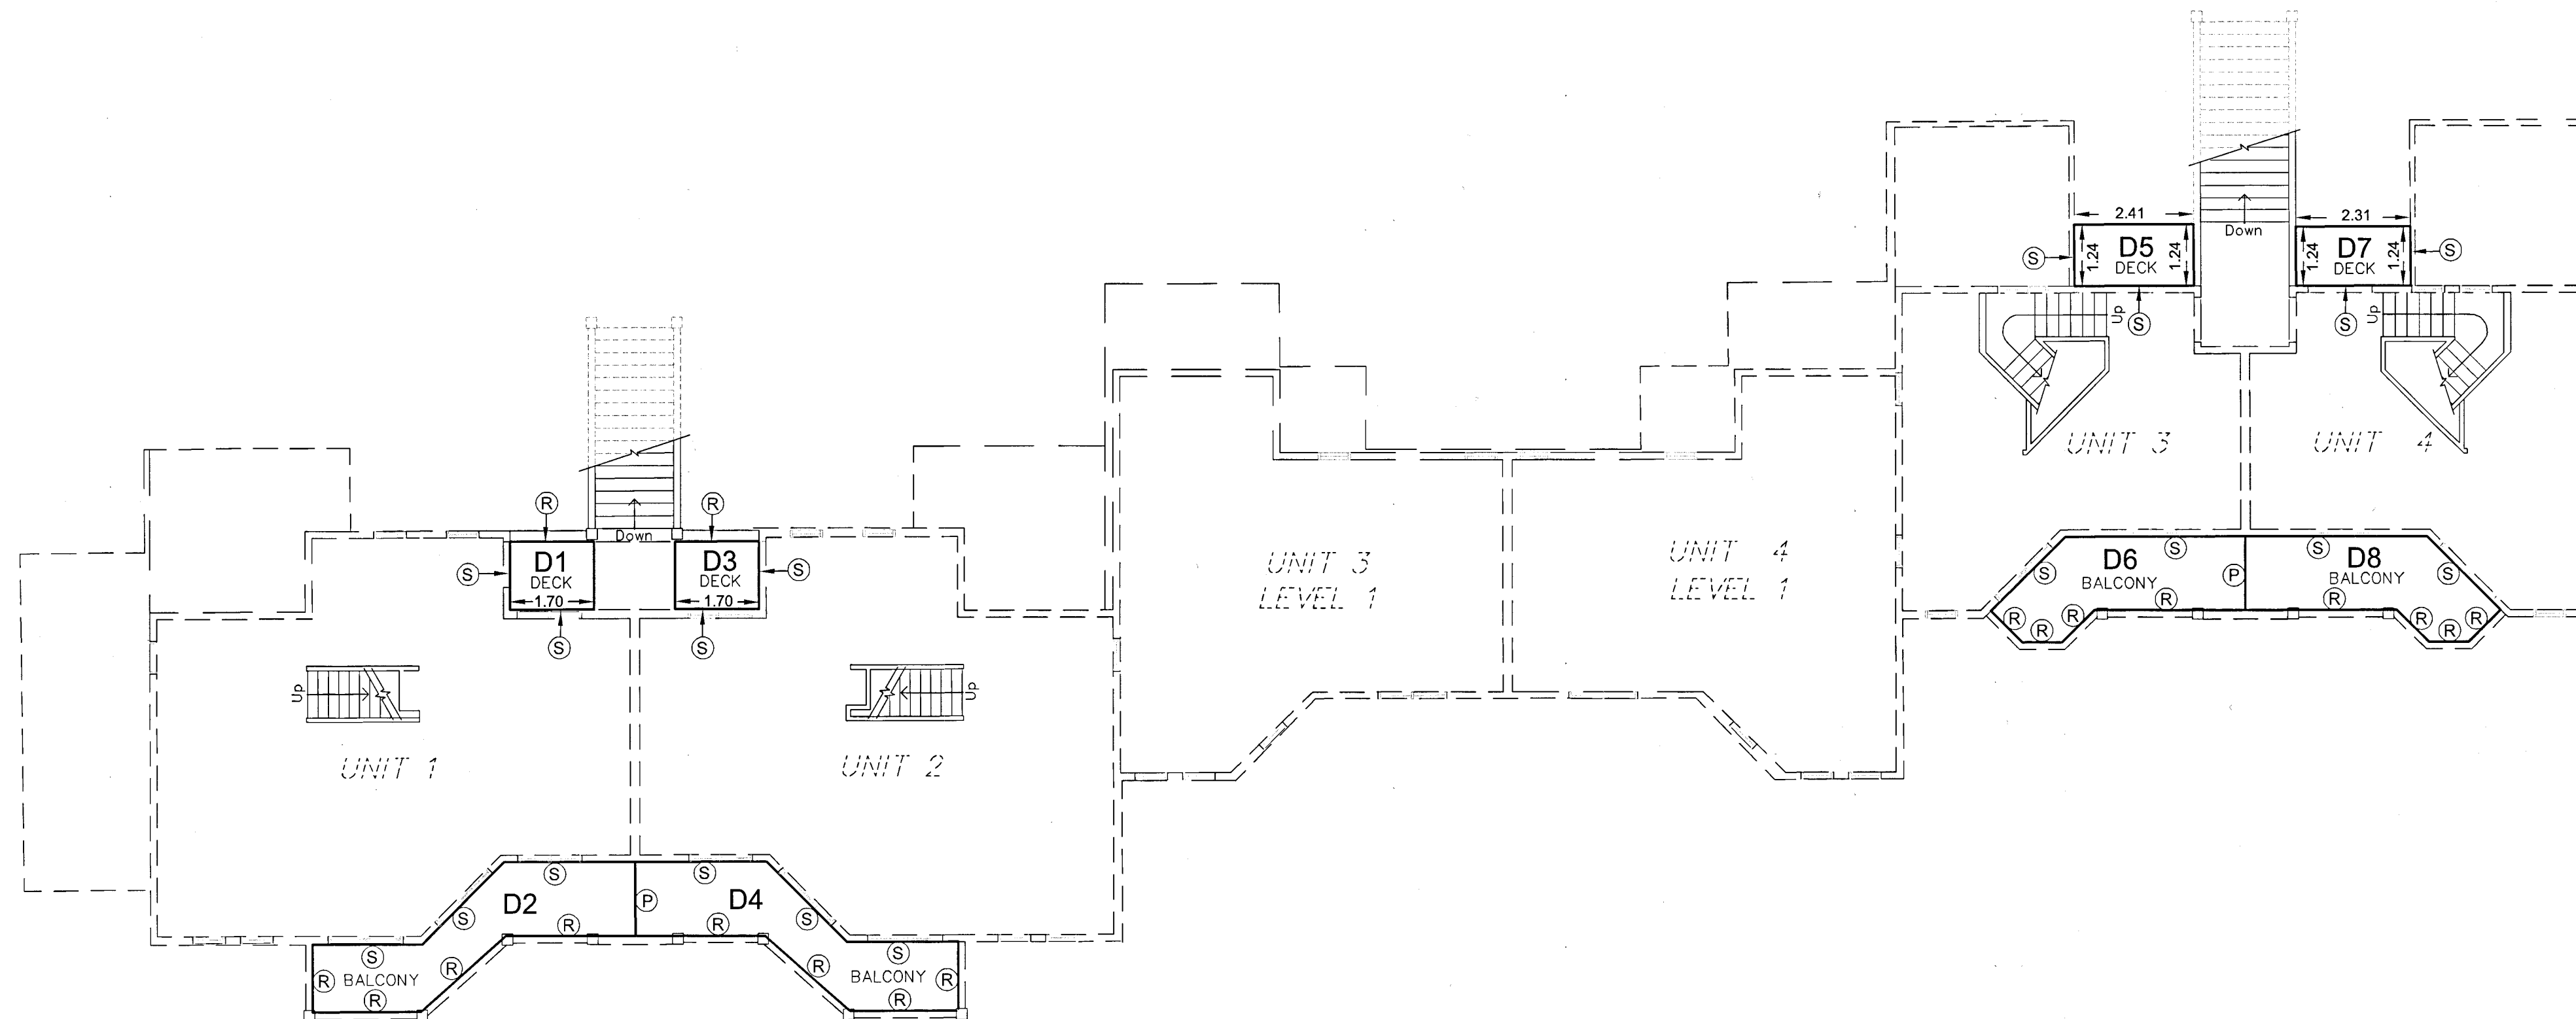 2.41
2.31
Down
D5
DECK
1.24
1.24
D7
DECK
1.24
1.24
S
S
S
S
Up
Up
UNIT 3
UNIT 4
R
R
Down
D1
DECK
1.70
D3
DECK
1.70
S
S
S
S
UNIT 3
LEVEL 1
UNIT 4
LEVEL 1
D6
BALCONY
S
S
P
R
R
R
R
D8
BALCONY
S
S
R
R
R
R
Up
Up
UNIT 1
UNIT 2
S
S
D2
P
D4
S
S
R
R
S
BALCONY
R
R
R
S
BALCONY
R
R
R